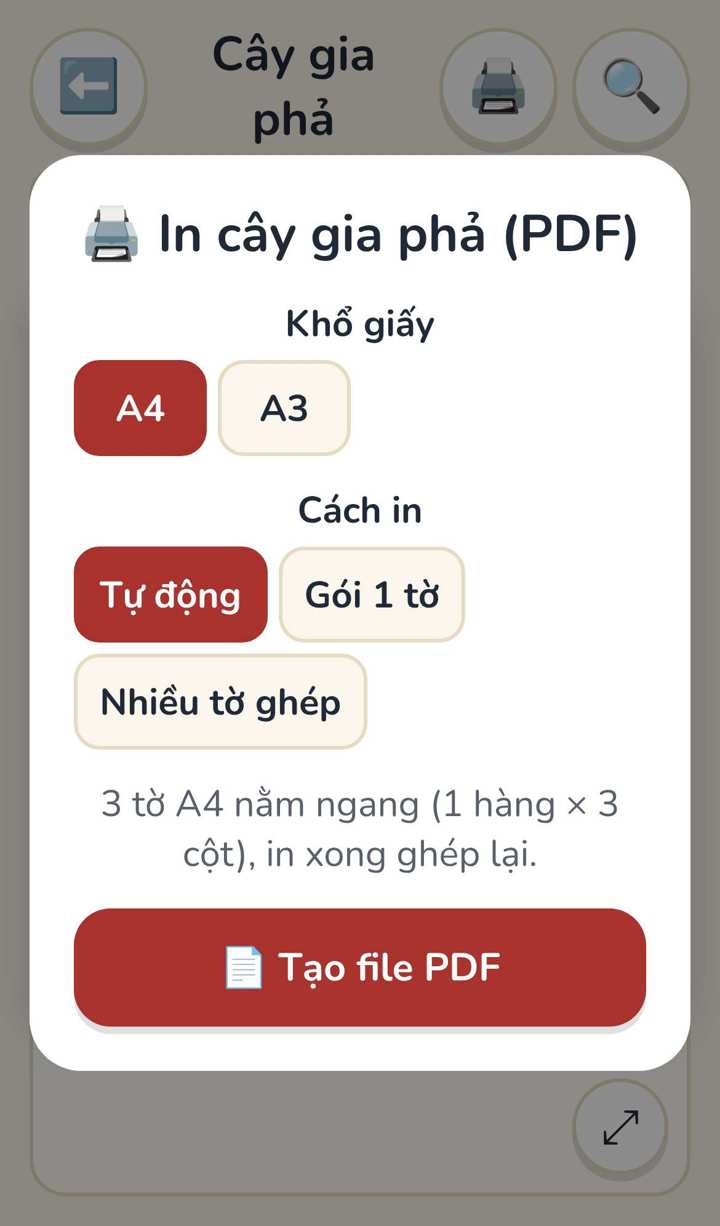 Cây gia
phả
In cây gia phả (PDF)
Khổ giấy
A4
A3
Cách in
Tự động
Gói 1 tờ
Nhiều tờ ghép
3 tờ A4 nằm ngang (1 hàng × 3
cột), in xong ghép lại.
Tạo file PDF